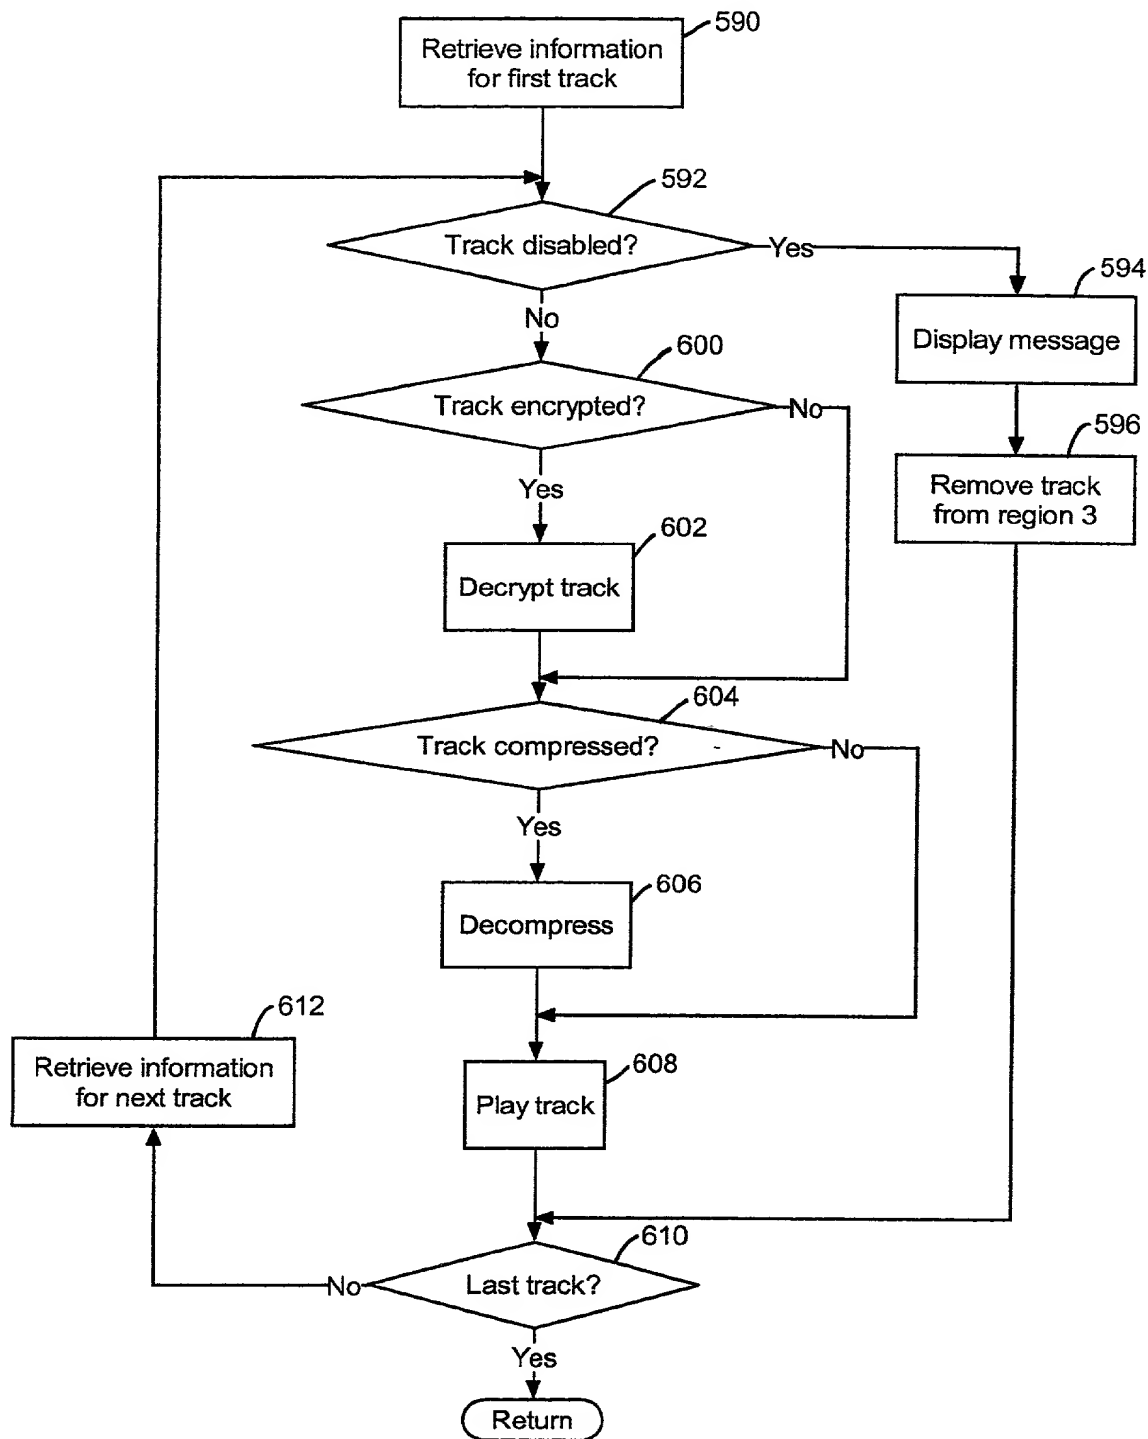 590
Retrieve information
for first track
592
Track disabled?
Yes
594
Display message
No
600
Track encrypted?
No
596
Remove track
from region 3
Yes
602
Decrypt track
604
Track compressed?
No
Yes
606
Decompress
612
Retrieve information
for next track
608
Play track
610
Last track?
No
Yes
Return